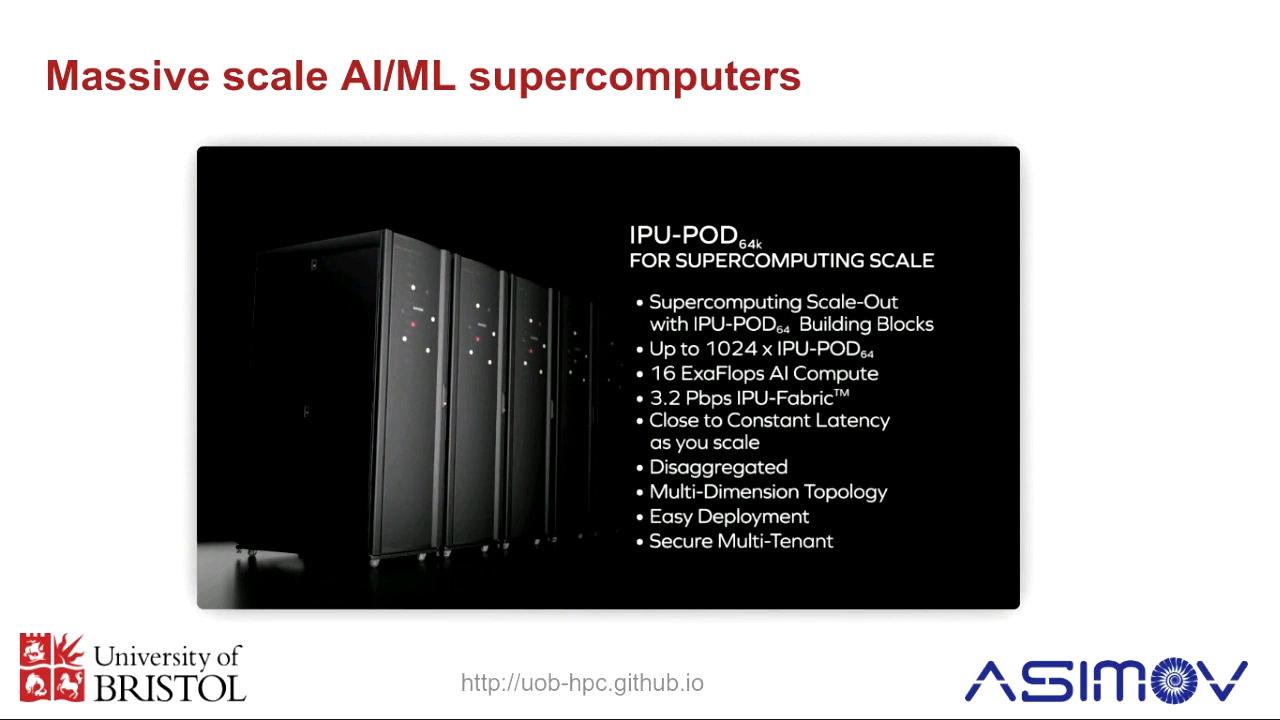 Massive scale AI/ML supercomputers
IPU-POD64k
FOR SUPERCOMPUTING SCALE
• Supercomputing Scale-Out
with IPU-POD64 Building Blocks
• Up to 1024 x IPU-POD64
• 16 ExaFlops AI Compute
• 3.2 Pbps IPU-Fabric™
• Close to Constant Latency
as you scale
• Disaggregated
• Multi-Dimension Topology
• Easy Deployment
• Secure Multi-Tenant
University of
BRISTOL
http://uob-hpc.github.io
ASIMOV